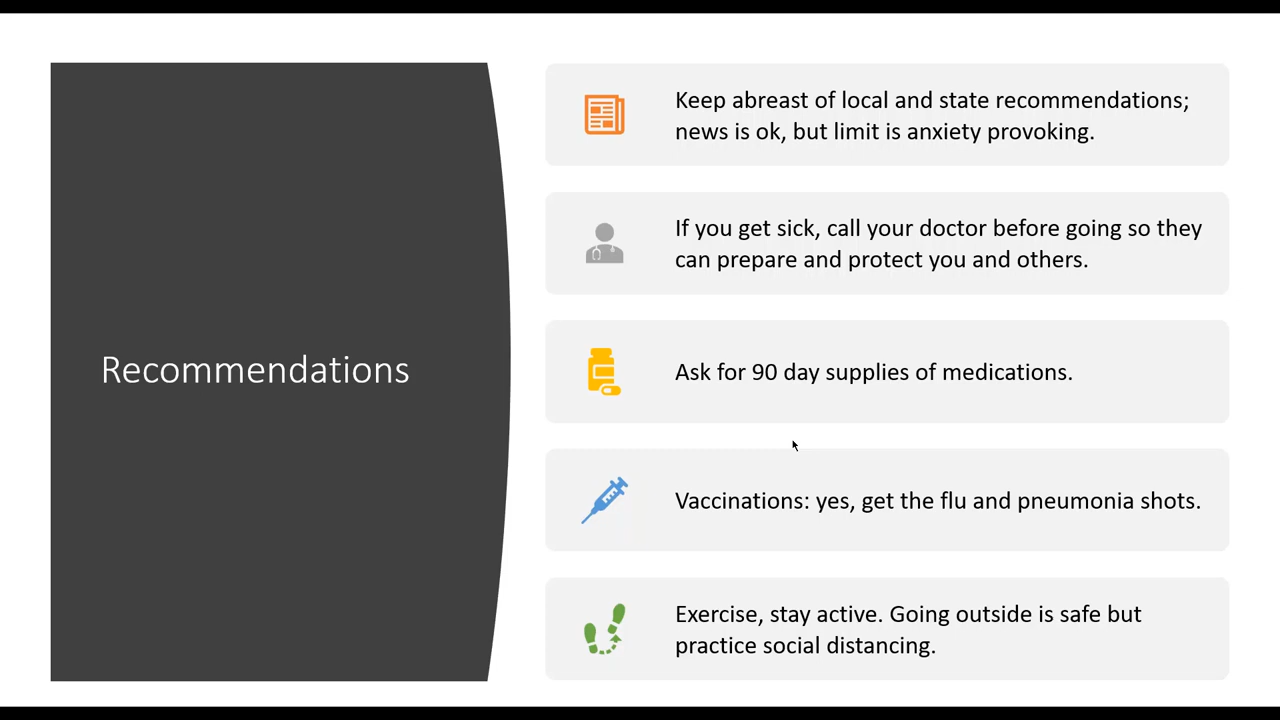 Recommendations
Keep abreast of local and state recommendations;
news is ok, but limit is anxiety provoking.
If you get sick, call your doctor before going so they
can prepare and protect you and others.
Ask for 90 day supplies of medications.
Vaccinations: yes, get the flu and pneumonia shots.
Exercise, stay active. Going outside is safe but
practice social distancing.